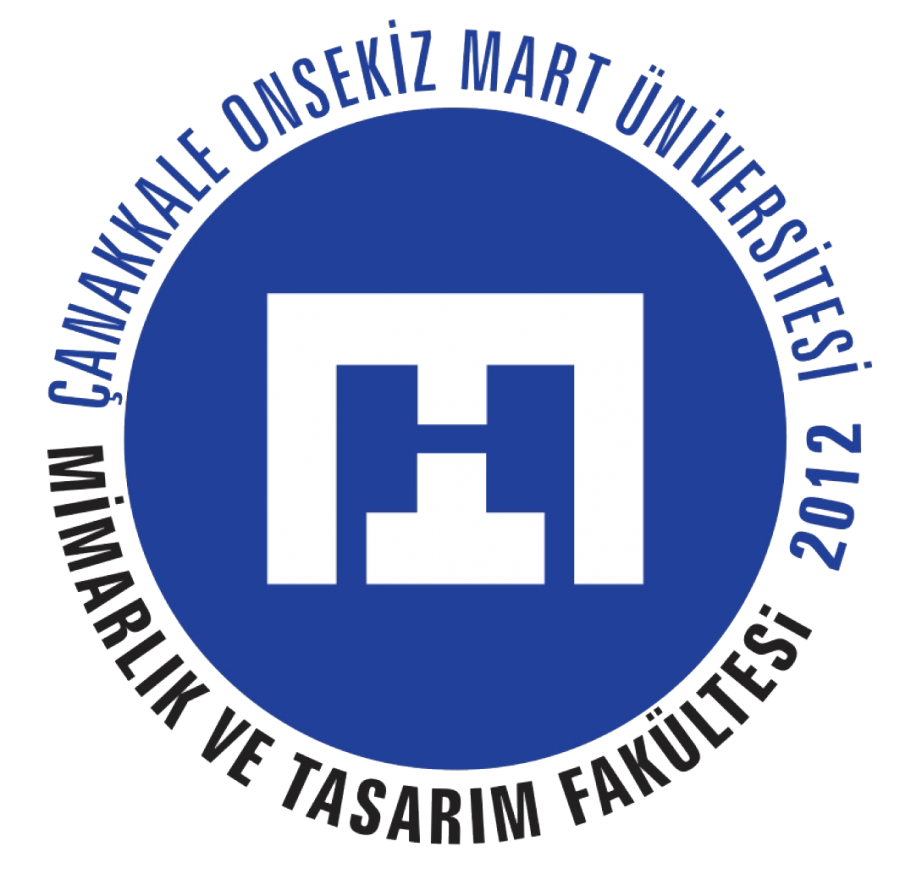 ÇANAKKALE ONSEKİZ MART ÜNİVERSİTESİ 2012
MİMARLIK VE TASARIM FAKÜLTESİ